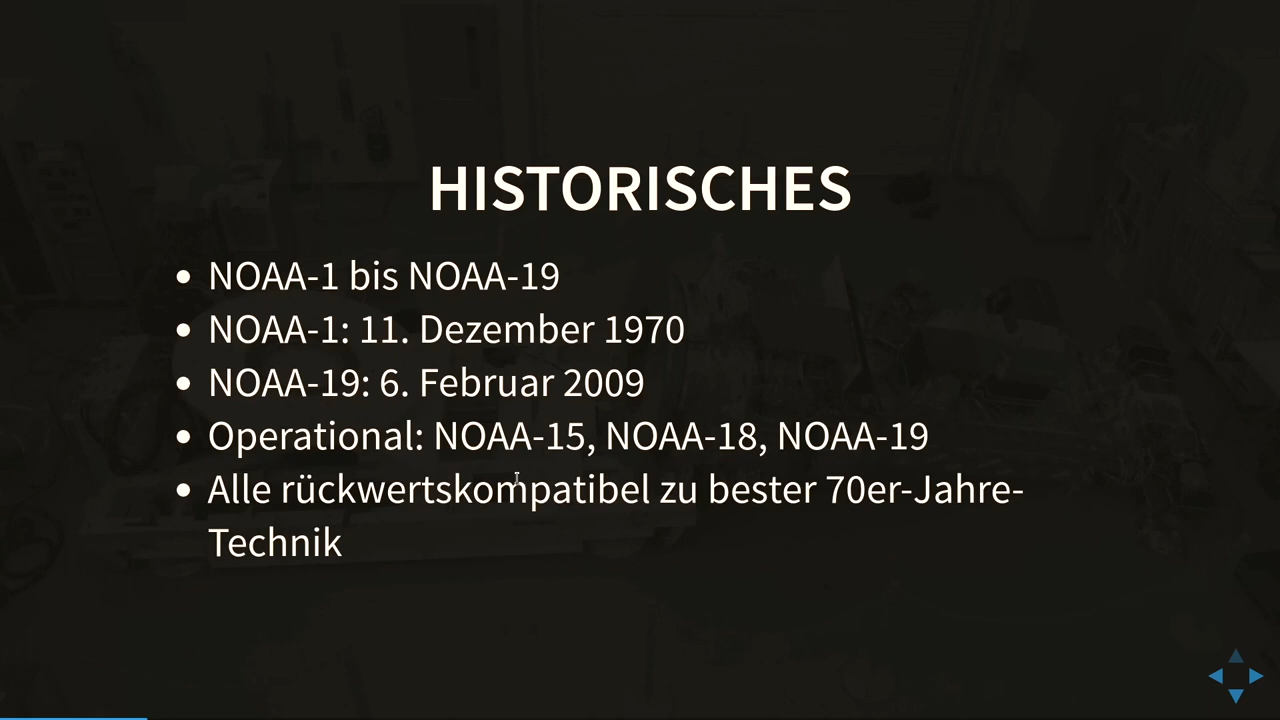 HISTORISCHES
NOAA-1 bis NOAA-19
NOAA-1: 11. Dezember 1970
NOAA-19: 6. Februar 2009
Operational: NOAA-15, NOAA-18, NOAA-19
Alle rückwertskompatibel zu bester 70er-Jahre-
Technik